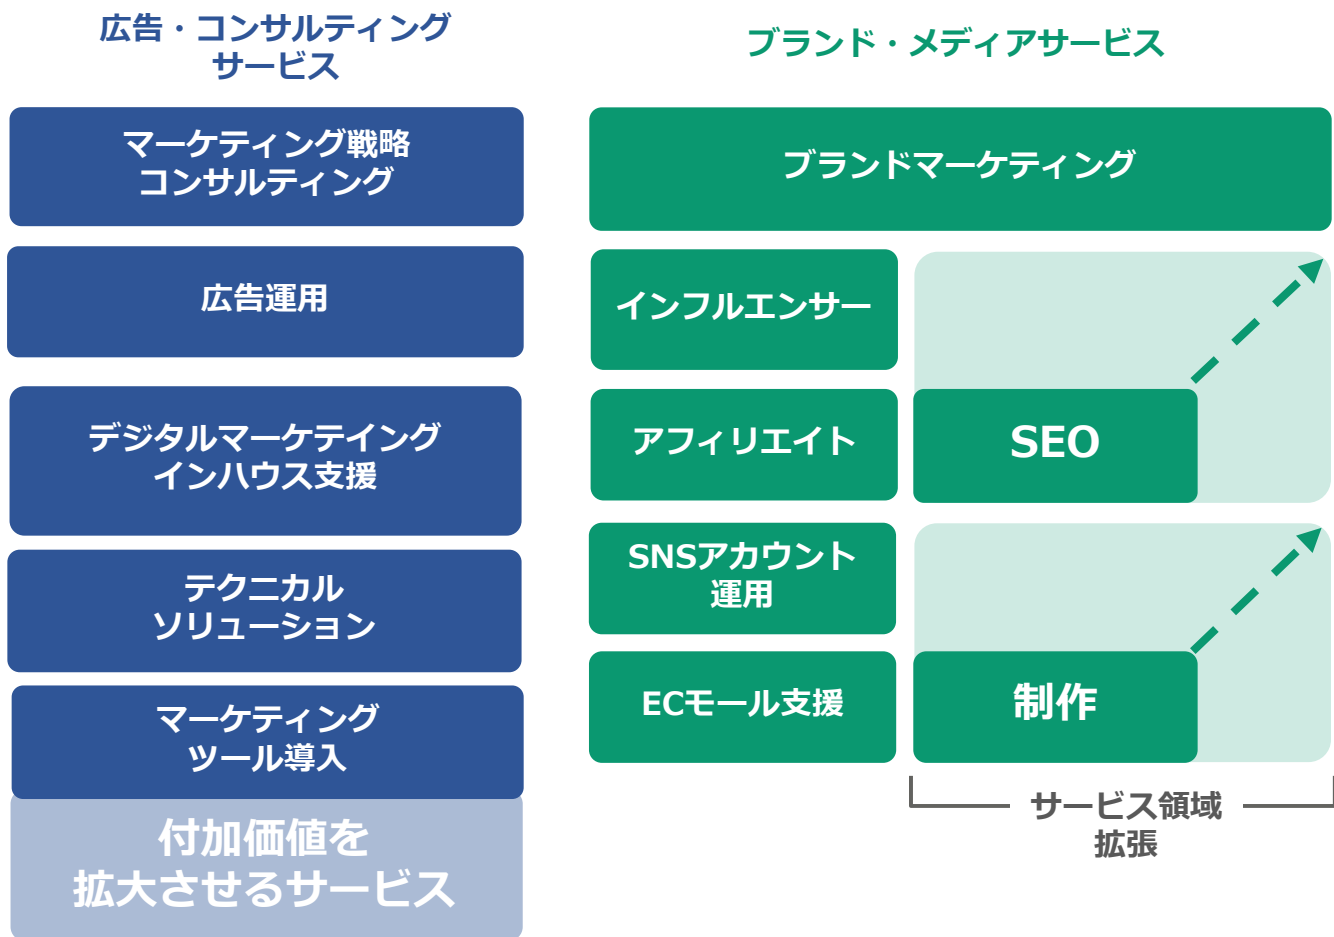 広告・コンサルティング
サービス
マーケティング戦略
コンサルティング
広告運用
デジタルマーケテイング
インハウス支援
テクニカル
ソリューション
マーケティング
ツール導入
付加価値を
拡大させるサービス
ブランド・メディアサービス
ブランドマーケティング
インフルエンサー
アフィリエイト
SEO
SNSアカウント
運用
ECモール支援
制作
サービス領域
拡張